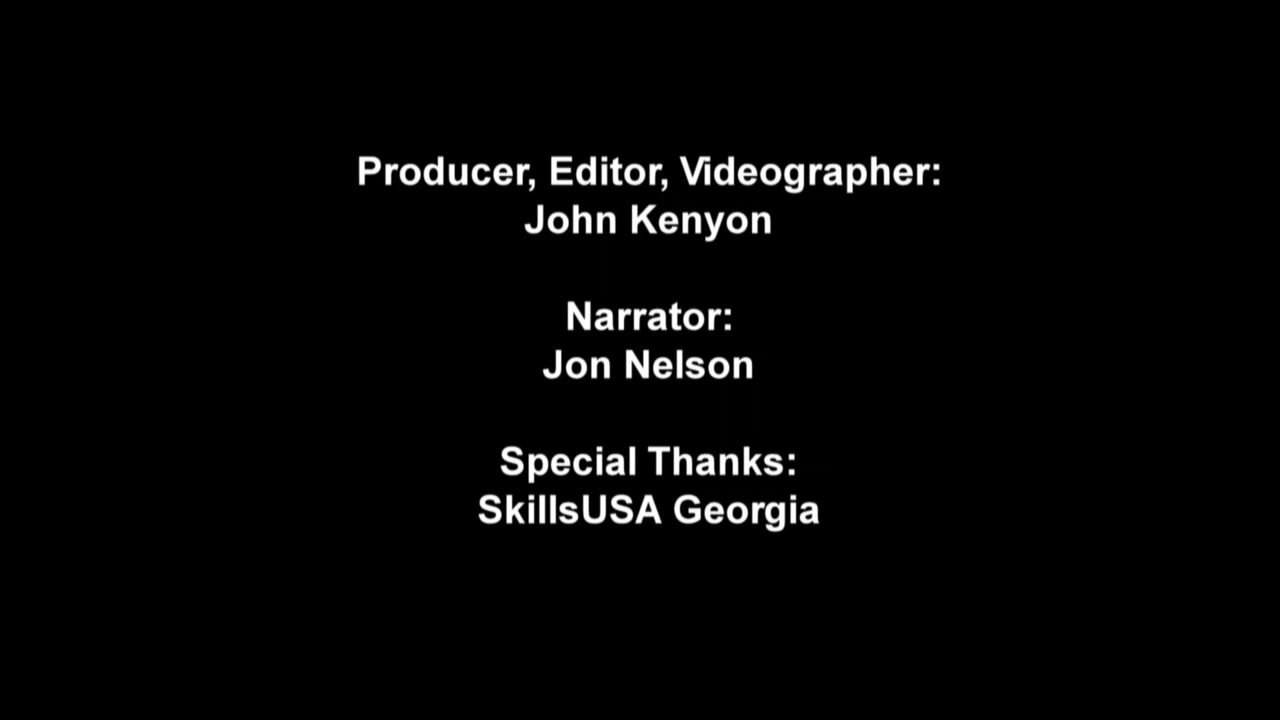 Producer, Editor, Videographer:
John Kenyon
Narrator:
Jon Nelson
Special Thanks:
SkillsUSA Georgia